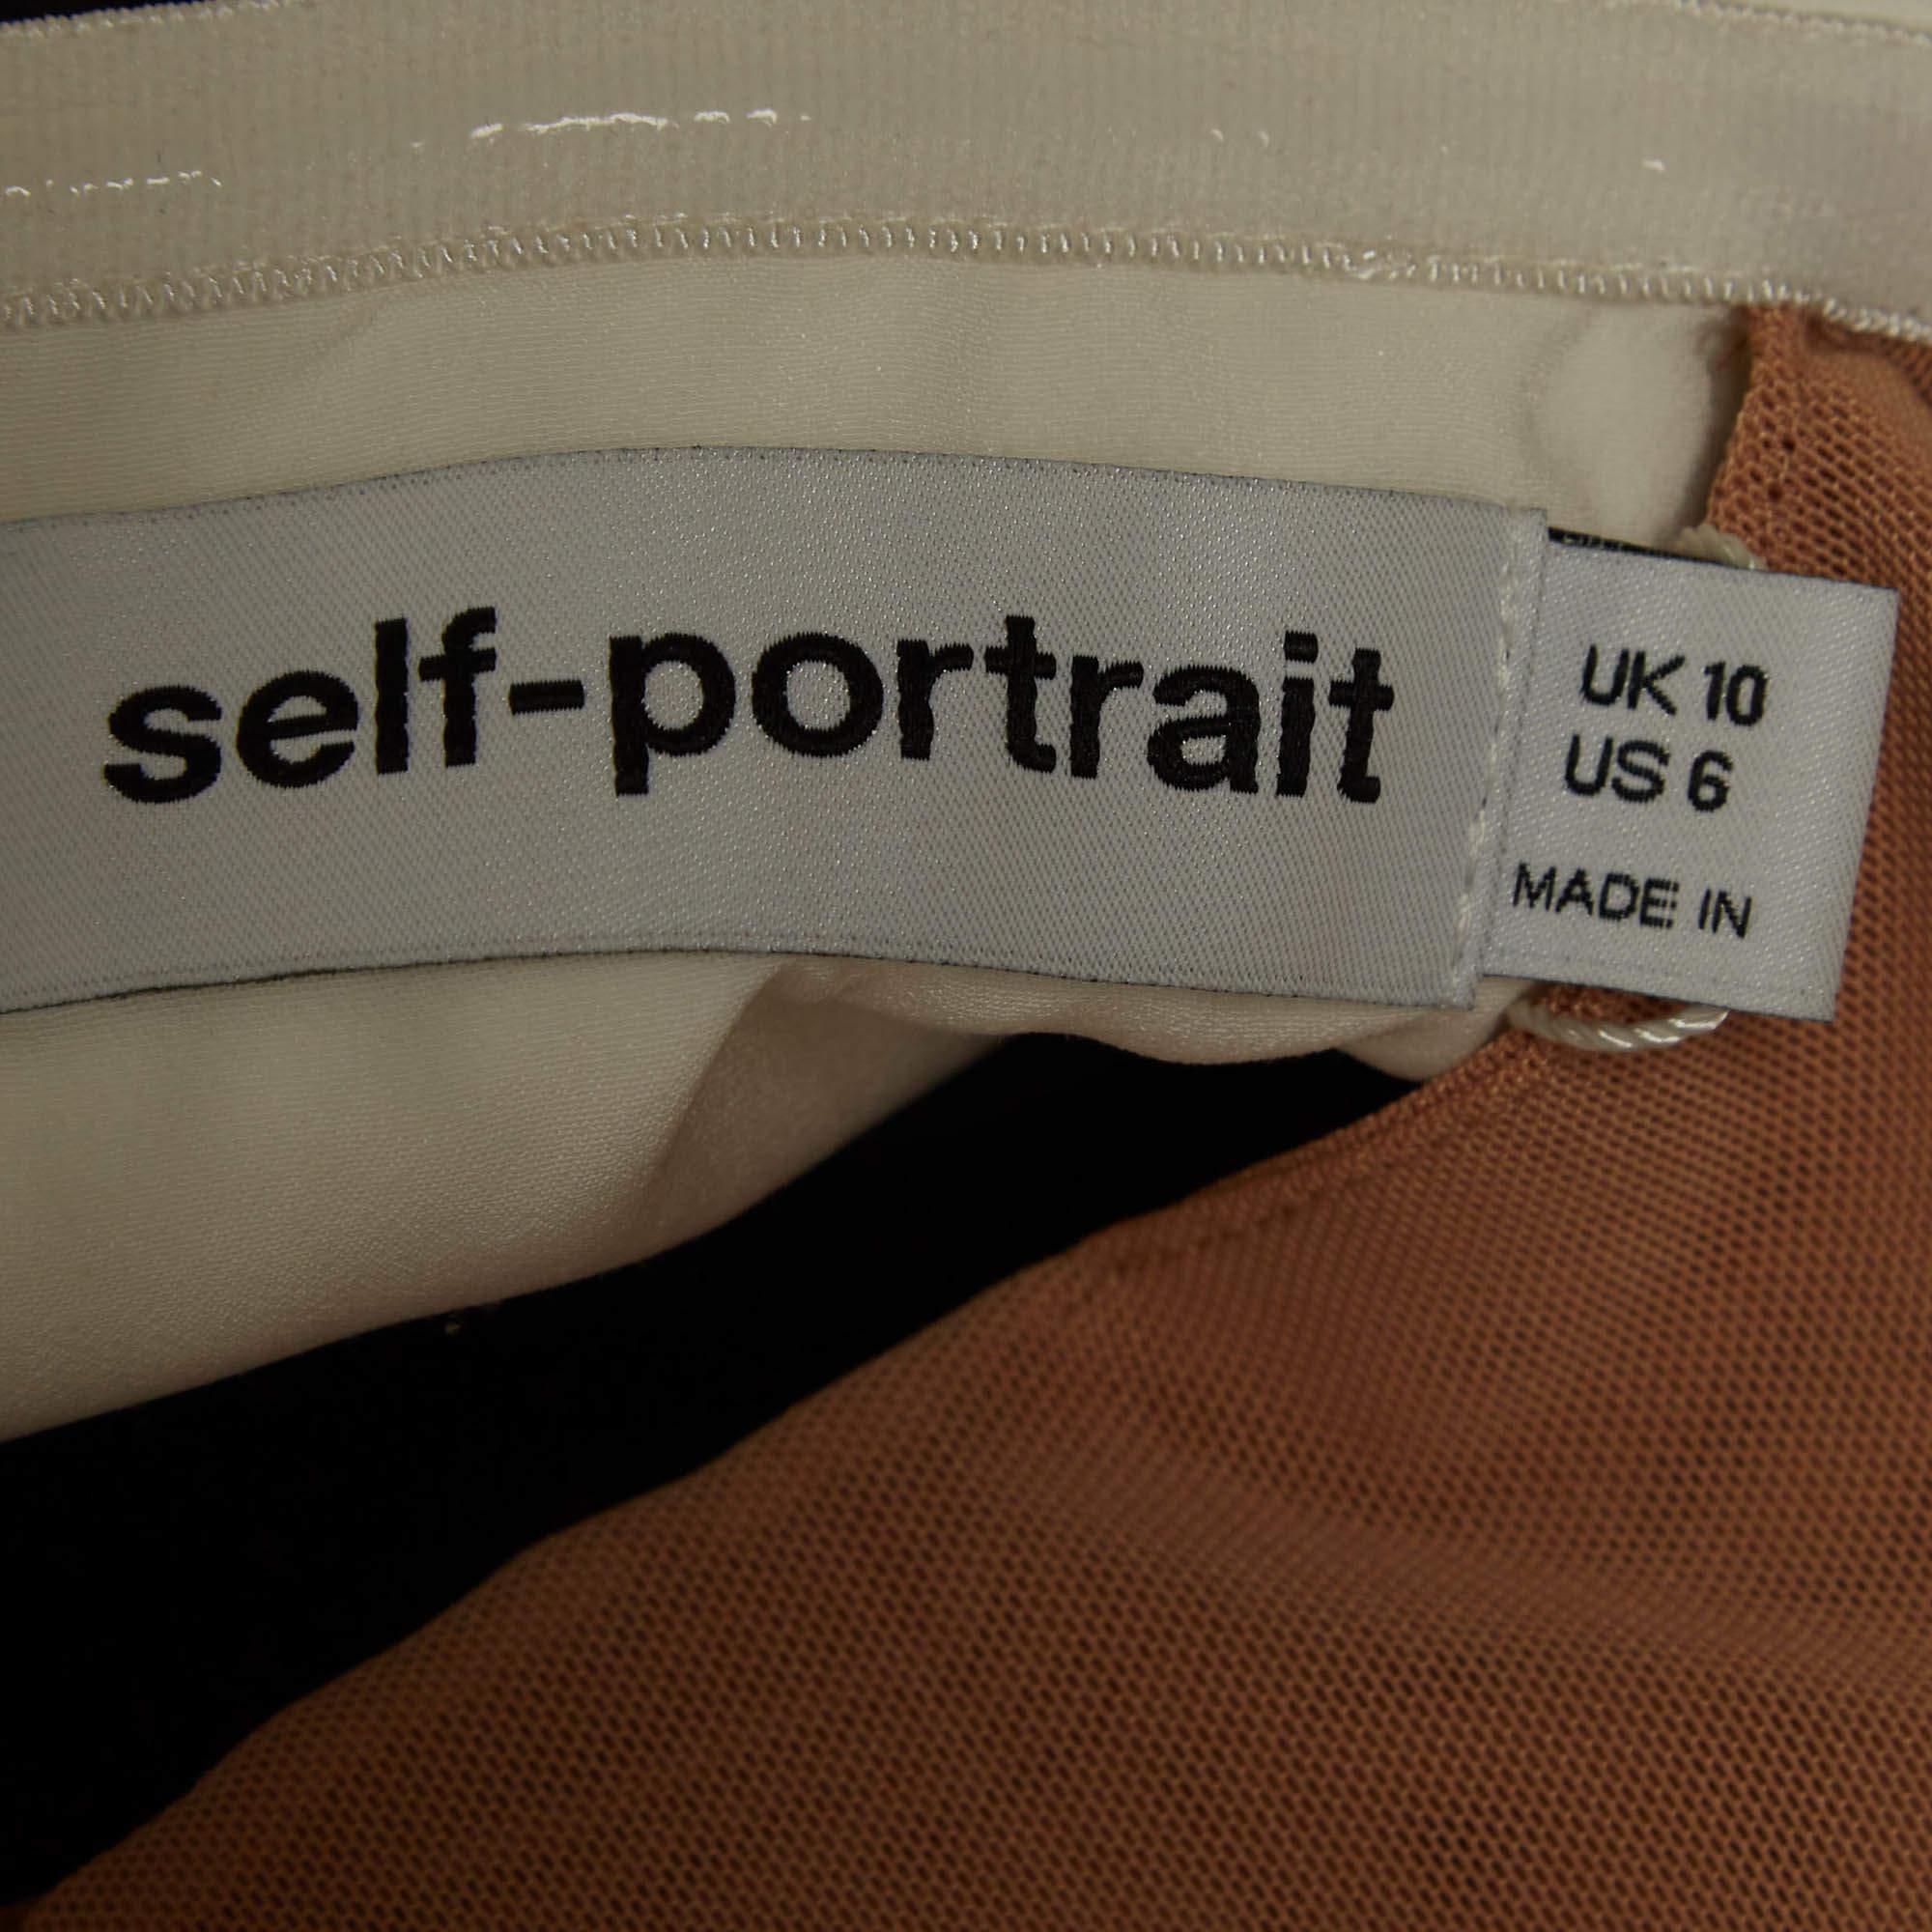 self-portrait
UK 10
US 6
MADE IN